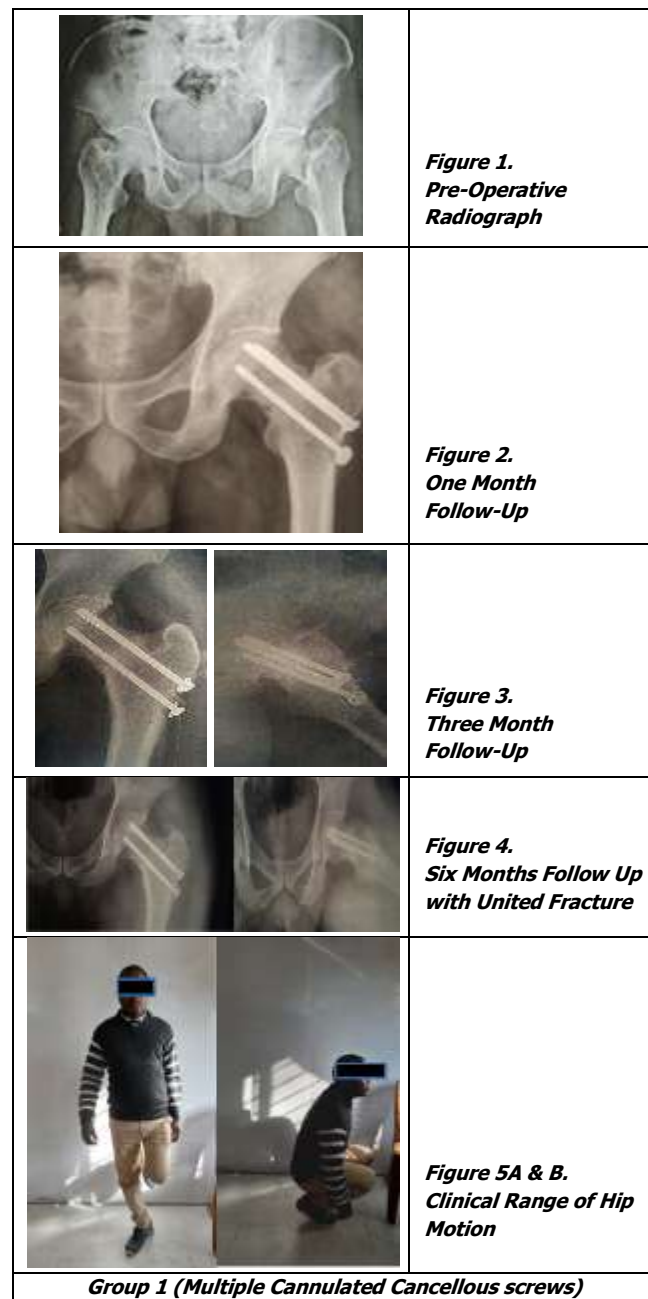 Figure 1.
Pre-Operative
Radiograph
Figure 2.
One Month
Follow-Up
Figure 3.
Three Month
Follow-Up
Figure 4.
Six Months Follow Up
with United Fracture
Figure 5A & B.
Clinical Range of Hip
Motion
Group 1 (Multiple Cannulated Cancellous screws)